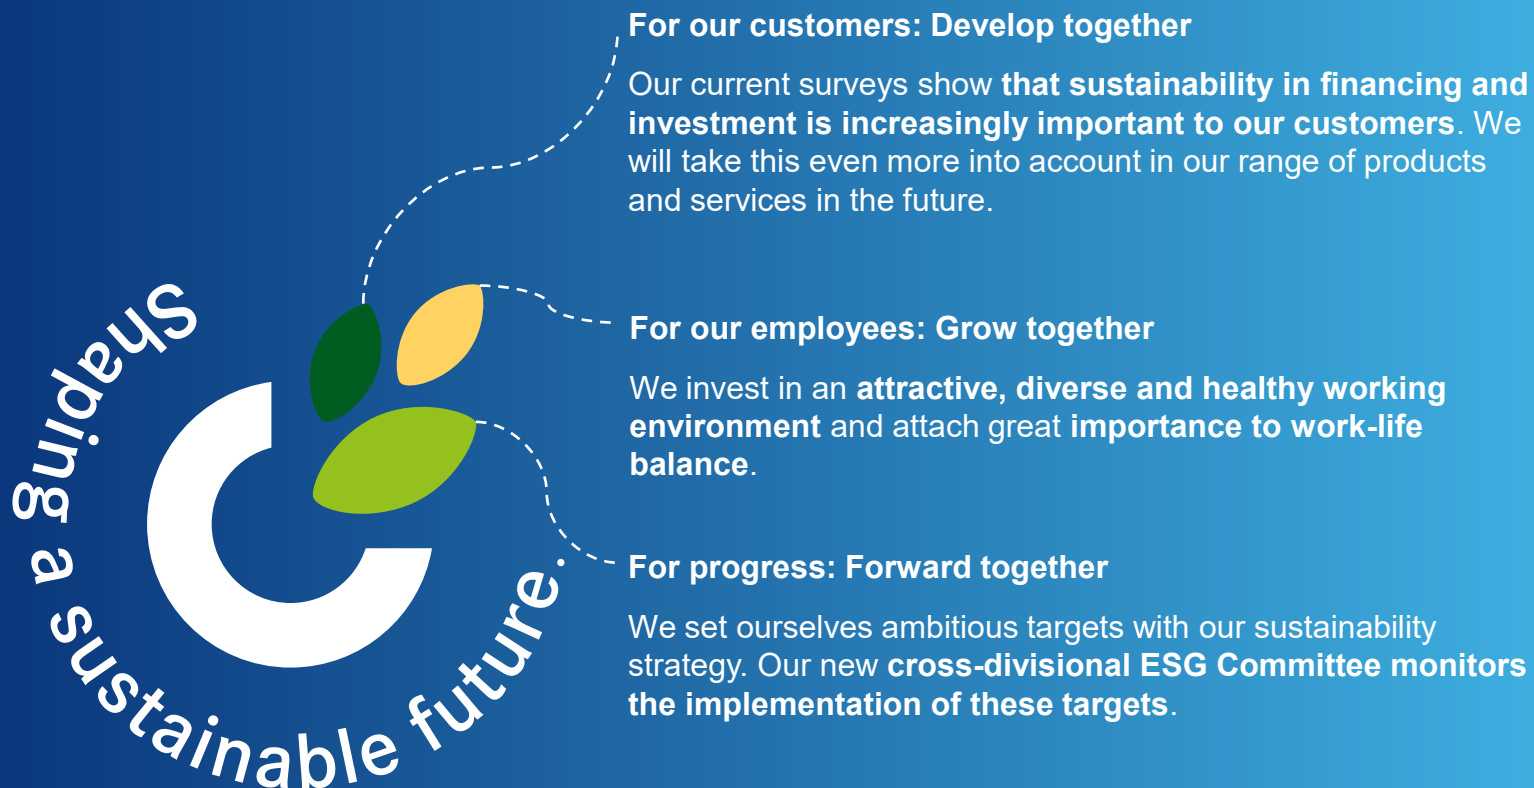 For our customers: Develop together
Our current surveys show that sustainability in financing and
investment is increasingly important to our customers. We
will take this even more into account in our range of products
and services in the future.
For our employees: Grow together
We invest in an attractive, diverse and healthy working
environment and attach great importance to work-life
balance.
For progress: Forward together
We set ourselves ambitious targets with our sustainability
strategy. Our new cross-divisional ESG Committee monitors
the implementation of these targets.
Shaping a sustainable future.